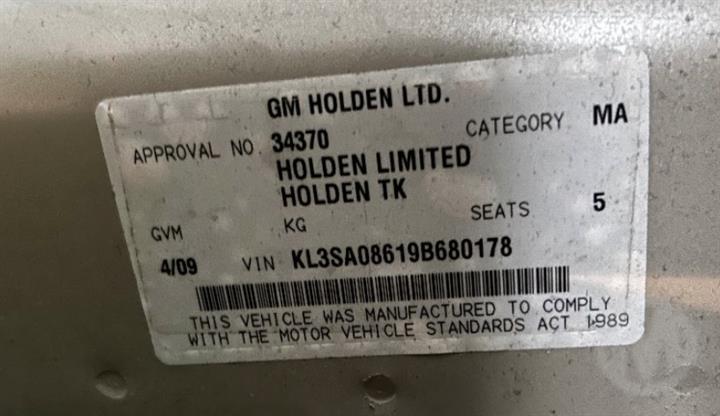 GM HOLDEN LTD.
APPROVAL NO. 34370 CATEGORY MA
HOLDEN LIMITED
HOLDEN TK
GVM KG SEATS 5
4/09 VIN KL3SA08619B680178
THIS VEHICLE WAS MANUFACTURED TO COMPLY
WITH THE MOTOR VEHICLE STANDARDS ACT 1989